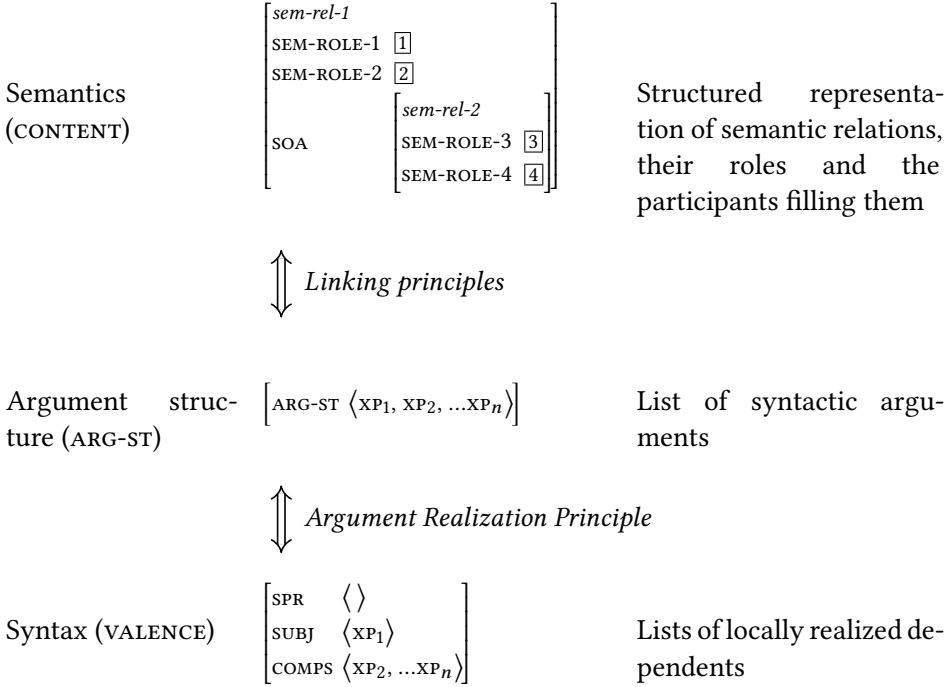 sem-rel-1
SEM-ROLE-1 1
SEM-ROLE-2 2
Semantics
(CONTENT)
SOA
sem-rel-2
SEM-ROLE-3 3
SEM-ROLE-4 4
Structured representa-
tion of semantic relations,
their roles and the
participants filling them
⇕ Linking principles
Argument struc-
ture (ARG-ST)
[ARG-ST ⟨XP₁, XP₂, …XPₙ⟩]
List of syntactic argu-
ments
⇕ Argument Realization Principle
Syntax (VALENCE)
SPR ⟨ ⟩
SUBJ ⟨XP₁⟩
COMPS ⟨XP₂, …XPₙ⟩
Lists of locally realized de-
pendents